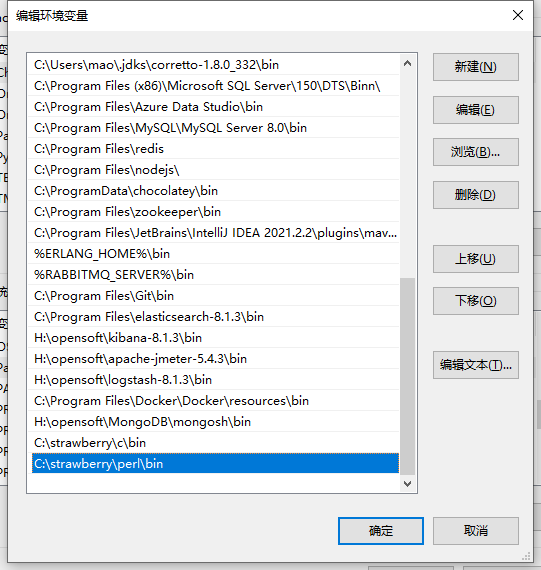 编辑环境变量
C:\Users\mao\.jdks\corretto-1.8.0_332\bin
C:\Program Files (x86)\Microsoft SQL Server\150\DTS\Binn\
C:\Program Files\Azure Data Studio\bin
C:\Program Files\MySQL\MySQL Server 8.0\bin
C:\Program Files\redis
C:\Program Files\nodejs\
C:\ProgramData\chocolatey\bin
C:\Program Files\zookeeper\bin
C:\Program Files\JetBrains\IntelliJ IDEA 2021.2.2\plugins\mav...
%ERLANG_HOME%\bin
%RABBITMQ_SERVER%\bin
C:\Program Files\Git\bin
C:\Program Files\elasticsearch-8.1.3\bin
H:\opensoft\kibana-8.1.3\bin
H:\opensoft\apache-jmeter-5.4.3\bin
H:\opensoft\logstash-8.1.3\bin
C:\Program Files\Docker\Docker\resources\bin
H:\opensoft\MongoDB\mongosh\bin
C:\strawberry\c\bin
C:\strawberry\perl\bin
新建(N)
编辑(E)
浏览(B)...
删除(D)
上移(U)
下移(O)
编辑文本(T)...
确定
取消